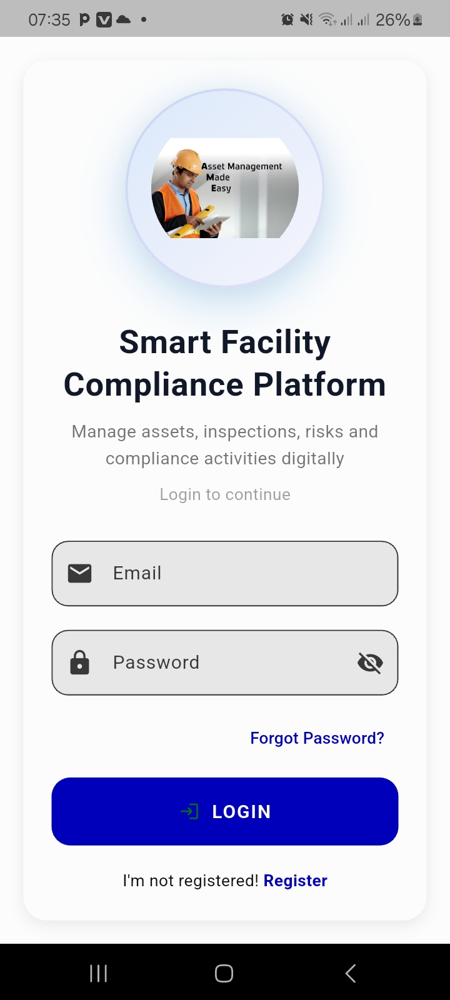 07:35
26%
Asset Management
Made
Easy
Smart Facility
Compliance Platform
Manage assets, inspections, risks and
compliance activities digitally
Login to continue
Email
Password
Forgot Password?
LOGIN
I'm not registered! Register